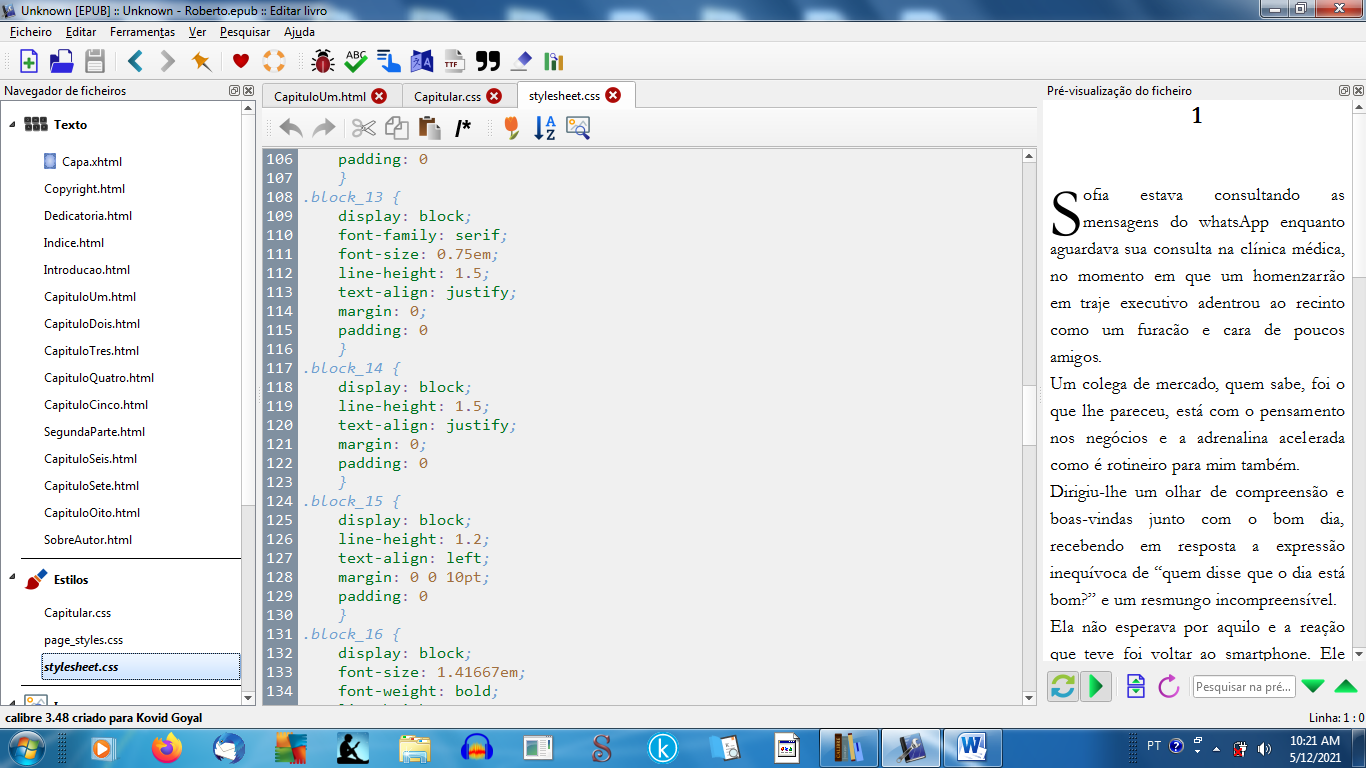 Unknown [EPUB] :: Unknown - Roberto.epub :: Editar livro
Ficheiro Editar Ferramentas Ver Pesquisar Ajuda
ABC
TTF
Navegador de ficheiros
Texto
Capa.xhtml
Copyright.html
Dedicatoria.html
Indice.html
Introducao.html
CapituloUm.html
CapituloDois.html
CapituloTres.html
CapituloQuatro.html
CapituloCinco.html
SegundaParte.html
CapituloSeis.html
CapituloSete.html
CapituloOito.html
SobreAutor.html
Estilos
Capitular.css
page_styles.css
stylesheet.css
CapituloUm.html Capitular.css stylesheet.css
/* A Z
106 padding: 0
107 }
108 .block_13 {
109 display: block;
110 font-family: serif;
111 font-size: 0.75em;
112 line-height: 1.5;
113 text-align: justify;
114 margin: 0;
115 padding: 0
116 }
117 .block_14 {
118 display: block;
119 line-height: 1.5;
120 text-align: justify;
121 margin: 0;
122 padding: 0
123 }
124 .block_15 {
125 display: block;
126 line-height: 1.2;
127 text-align: left;
128 margin: 0 0 10pt;
129 padding: 0
130 }
131 .block_16 {
132 display: block;
133 font-size: 1.41667em;
134 font-weight: bold;
Pré-visualização do ficheiro
1
Sofia estava consultando as
mensagens do whatsApp enquanto
aguardava sua consulta na clínica médica,
no momento em que um homenzarrão
em traje executivo adentrou ao recinto
como um furacão e cara de poucos
amigos.
Um colega de mercado, quem sabe, foi o
que lhe pareceu, está com o pensamento
nos negócios e a adrenalina acelerada
como é rotineiro para mim também.
Dirigiu-lhe um olhar de compreensão e
boas-vindas junto com o bom dia,
recebendo em resposta a expressão
inequívoca de “quem disse que o dia está
bom?” e um resmungo incompreensível.
Ela não esperava por aquilo e a reação
que teve foi voltar ao smartphone. Ele
Pesquisar na pré...
calibre 3.48 criado para Kovid Goyal
Linha: 1 : 0
PT
10:21 AM
5/12/2021